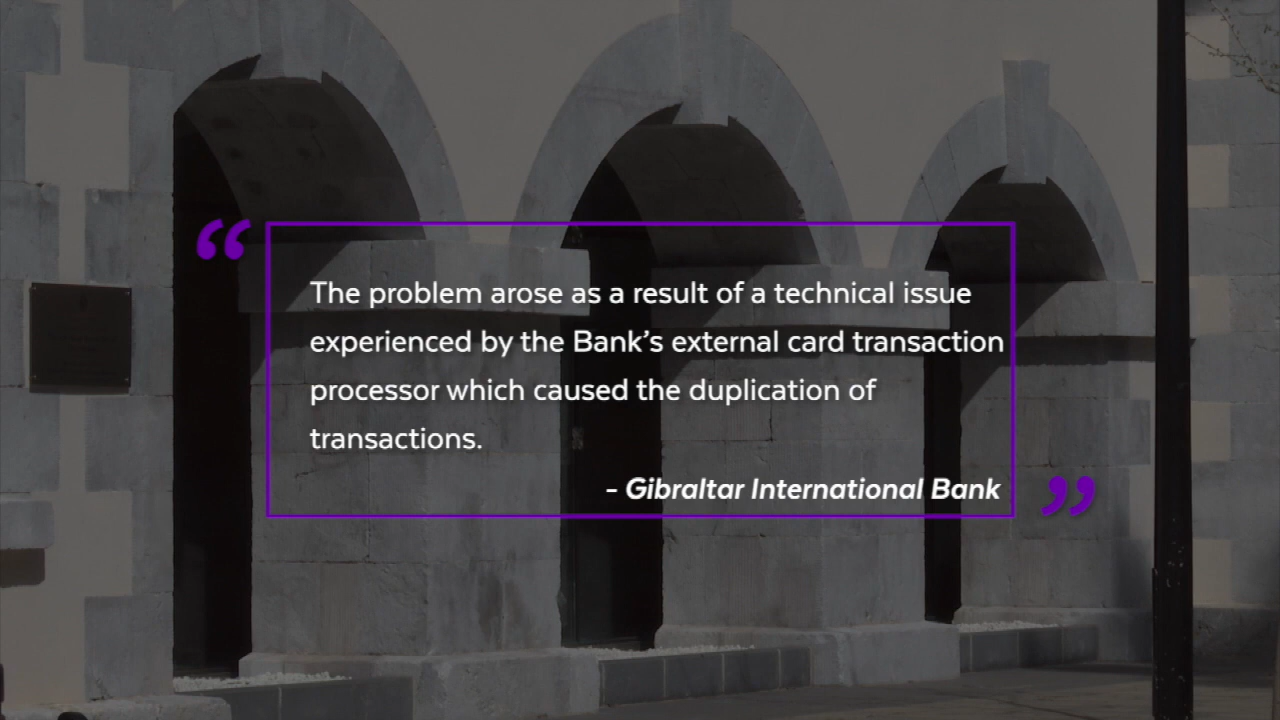 “
The problem arose as a result of a technical issue
experienced by the Bank’s external card transaction
processor which caused the duplication of
transactions.
- Gibraltar International Bank
”